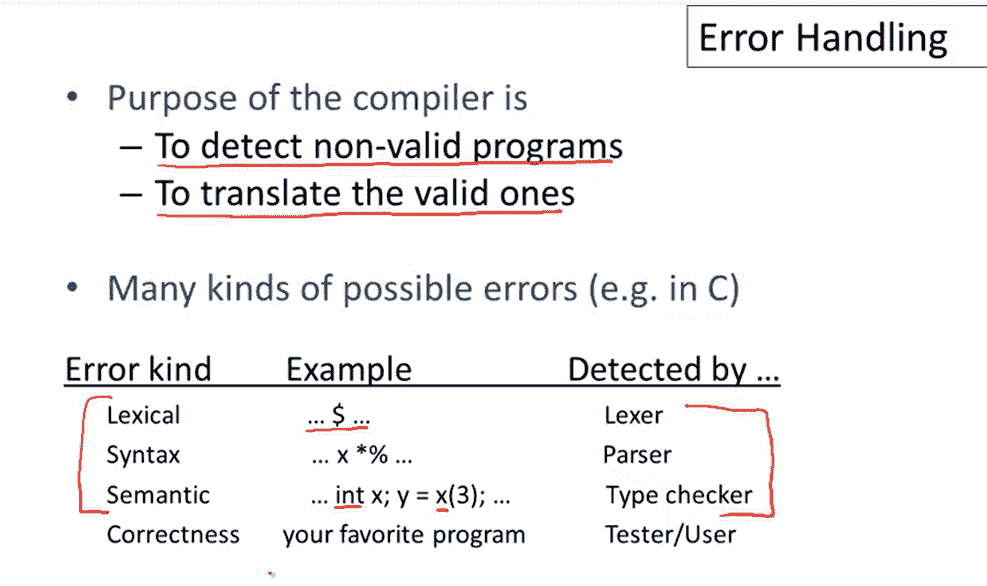 Error Handling
• Purpose of the compiler is
– To detect non-valid programs
– To translate the valid ones
• Many kinds of possible errors (e.g. in C)
Error kind Example Detected by ...
Lexical ... $ ... Lexer
Syntax ... x *% ... Parser
Semantic ... int x; y = x(3); ... Type checker
Correctness your favorite program Tester/User